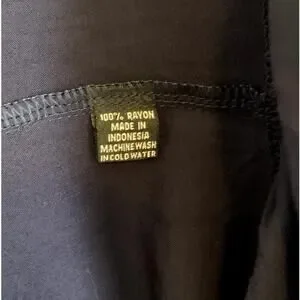 100% RAYON
MADE IN
INDONESIA
MACHINE WASH
IN COLD WATER